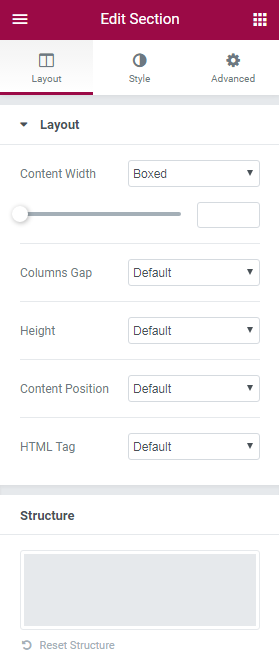 Edit Section
Layout Style Advanced
Layout
Content Width Boxed
Columns Gap Default
Height Default
Content Position Default
HTML Tag Default
Structure
Reset Structure